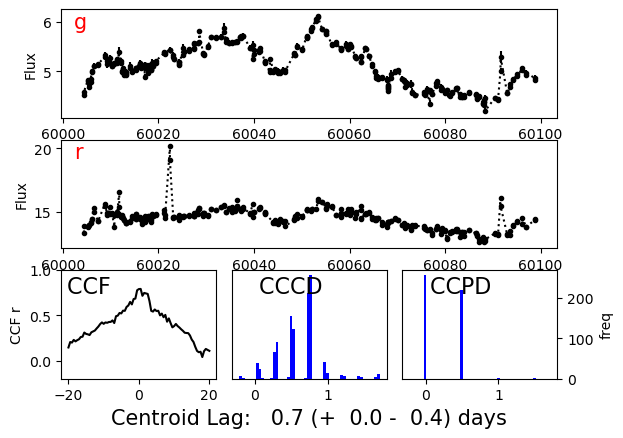 g
6
5
Flux
60000 60020 60040 60060 60080 60100
r
20
15
Flux
60000 60020 60040 60060 60080 60100
CCF
CCCD
CCPD
1.0
0.5
0.0
CCF r
200
100
0
freq
−20 0 20
0 1
0 1
Centroid Lag: 0.7 (+ 0.0 - 0.4) days